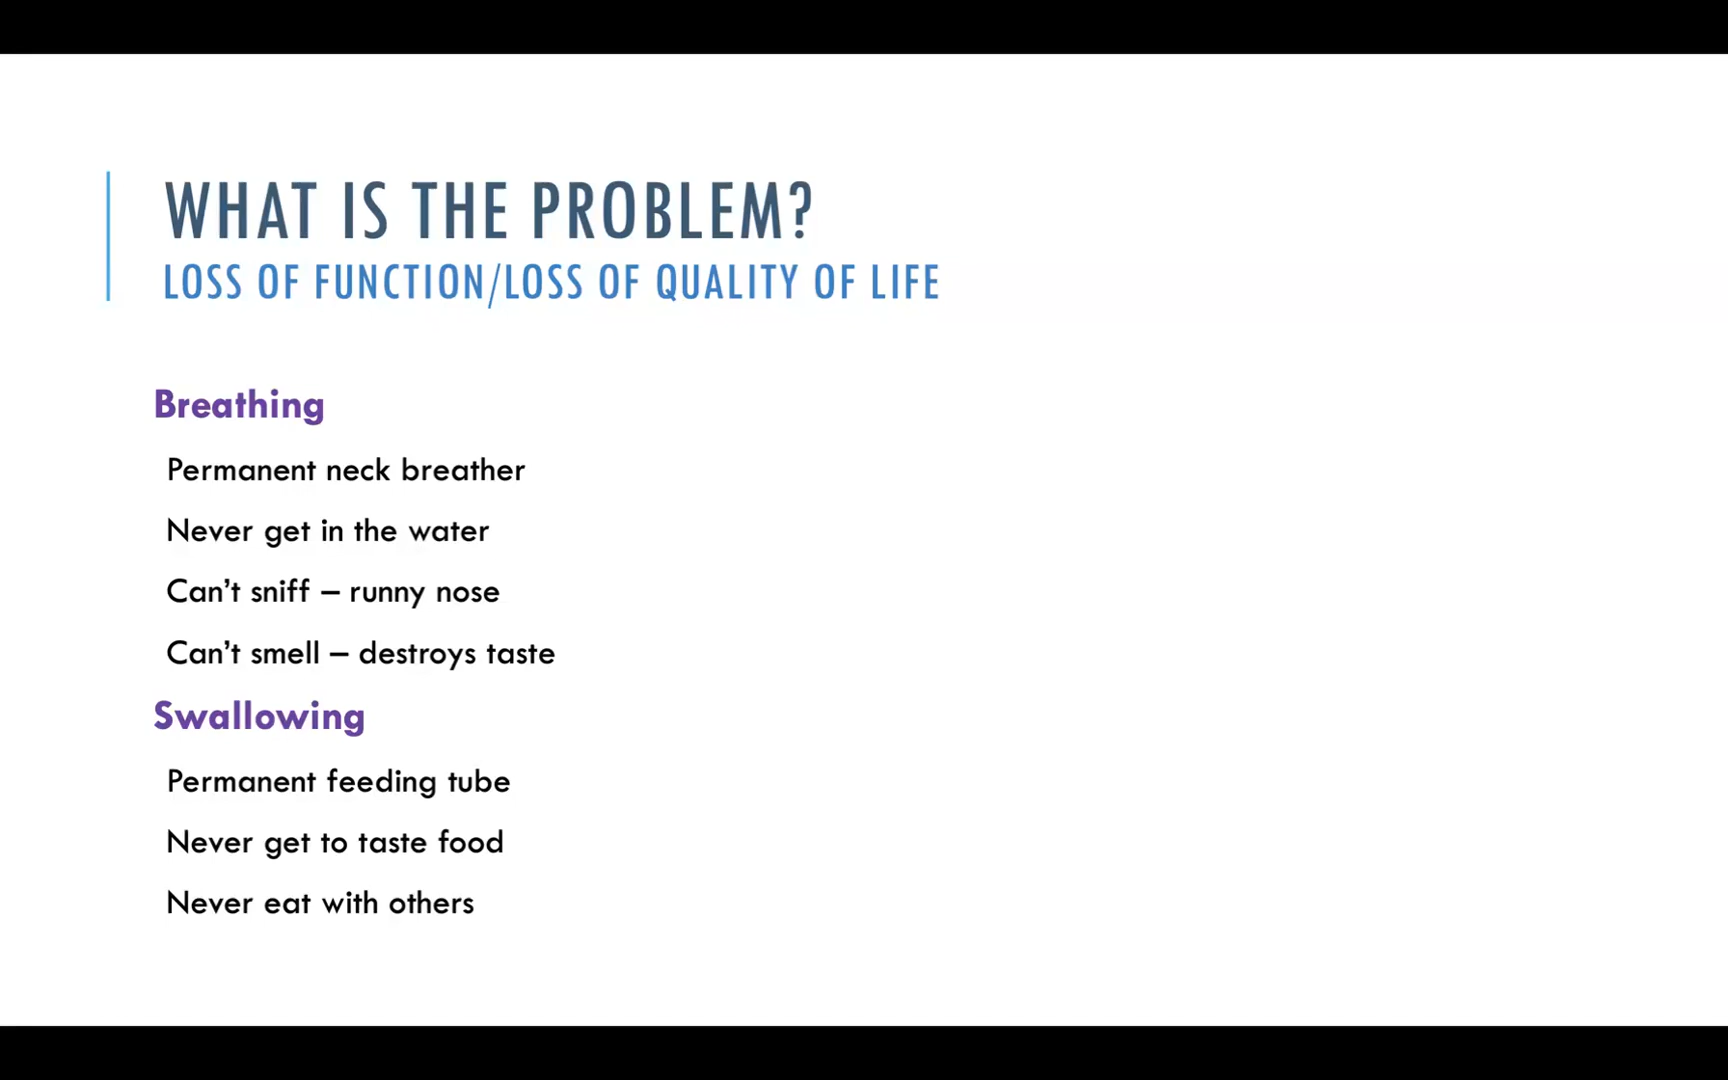 WHAT IS THE PROBLEM?
LOSS OF FUNCTION/LOSS OF QUALITY OF LIFE
Breathing
Permanent neck breather
Never get in the water
Can’t sniff – runny nose
Can’t smell – destroys taste
Swallowing
Permanent feeding tube
Never get to taste food
Never eat with others